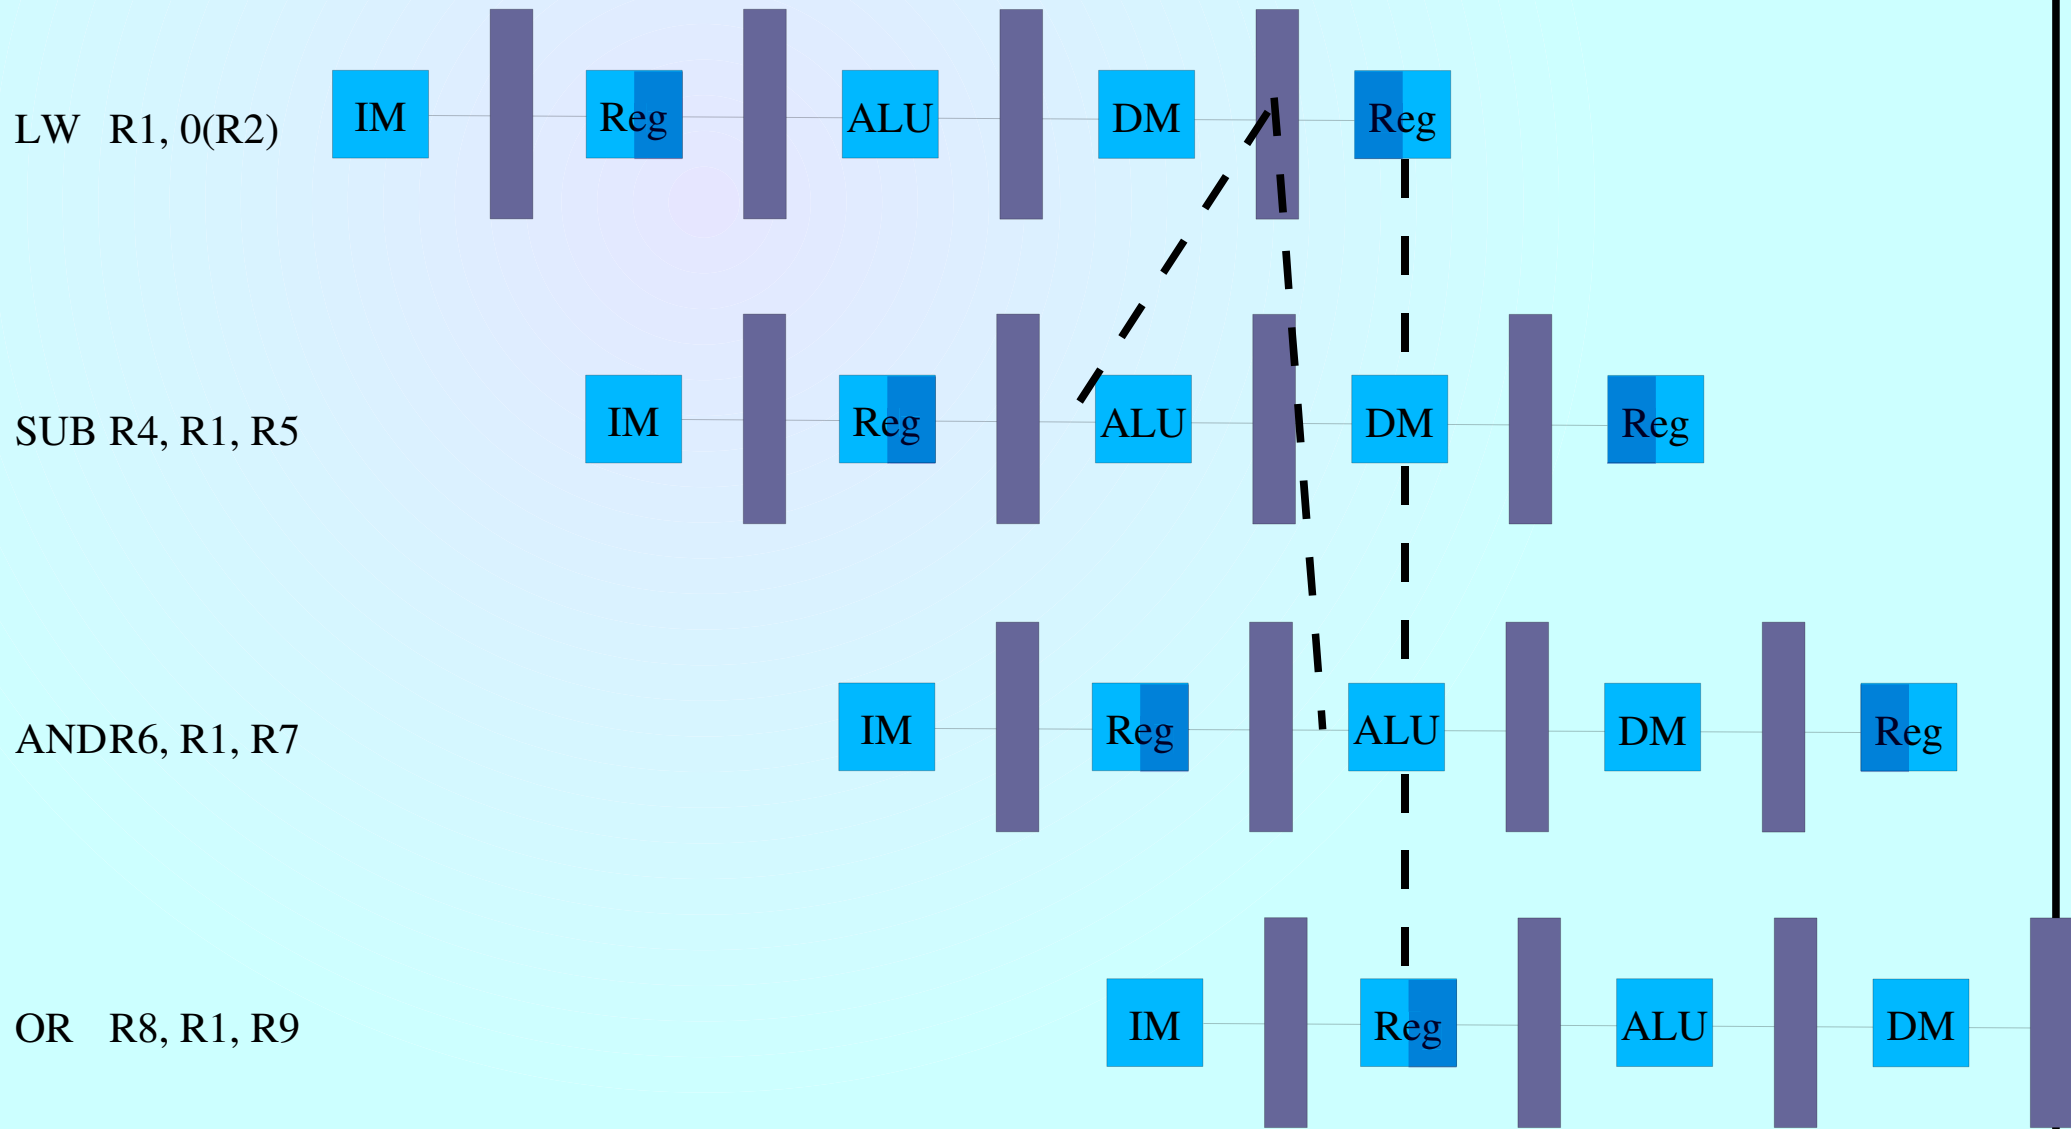 LW R1, 0(R2) IM Reg ALU DM Reg
SUB R4, R1, R5 IM Reg ALU DM Reg
ANDR6, R1, R7 IM Reg ALU DM Reg
OR R8, R1, R9 IM Reg ALU DM